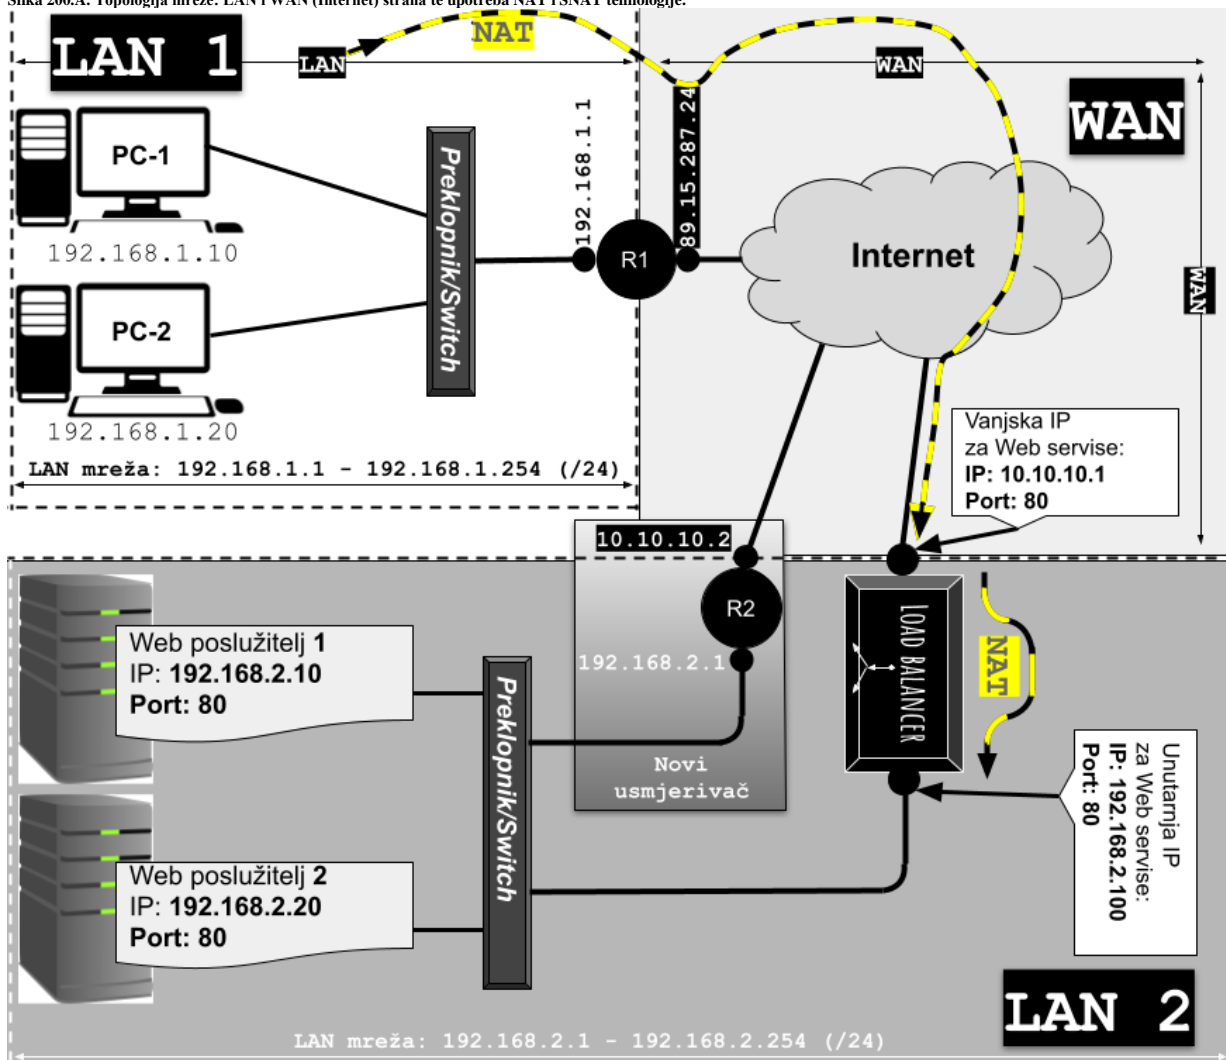 Slika 266.A. Topologija mreže: LAN i WAN (Internet) strana te upotreba NAT i SNAT tehnologije.
LAN 1
LAN
NAT
WAN
WAN
PC-1
192.168.1.10
PC-2
192.168.1.20
Preklopnik/Switch
192.168.1.1
R1
89.15.287.24
Internet
WAN
LAN mreža: 192.168.1.1 - 192.168.1.254 (/24)
Vanjska IP
za Web servise:
IP: 10.10.10.1
Port: 80
10.10.10.2
R2
192.168.2.1
Novi
usmjerivač
LOAD BALANCER
NAT
Web poslužitelj 1
IP: 192.168.2.10
Port: 80
Preklopnik/Switch
Web poslužitelj 2
IP: 192.168.2.20
Port: 80
Unutarnja IP
za Web servise:
IP: 192.168.2.100
Port: 80
LAN 2
LAN mreža: 192.168.2.1 - 192.168.2.254 (/24)